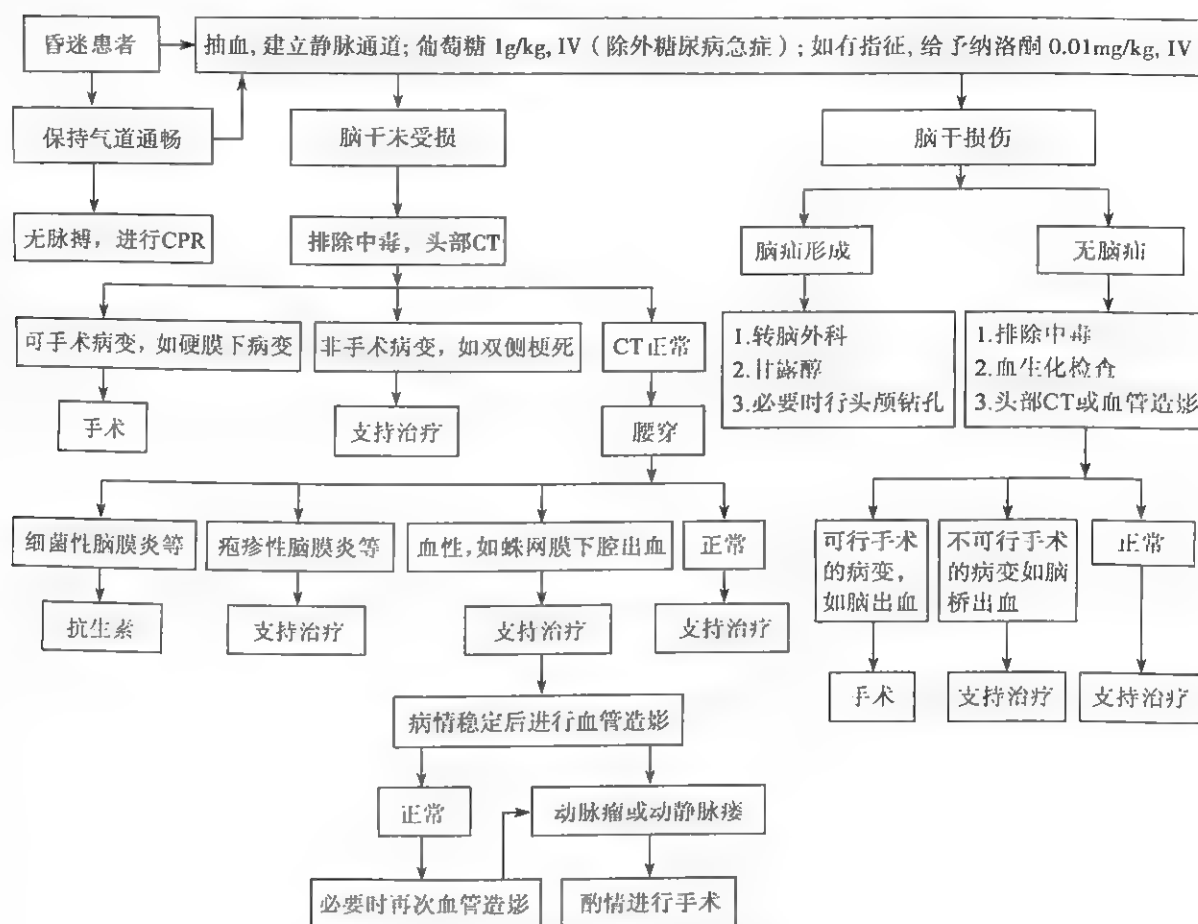 昏迷患者
抽血,建立静脉通道;葡萄糖 1g/kg, IV(除外糖尿病急症);如有指征,给予纳洛酮 0.01mg/kg, IV
保持气道通畅
脑干未受损
脑干损伤
无脉搏,进行CPR
排除中毒,头部CT
脑疝形成
无脑疝
可手术病变,如硬膜下病变
非手术病变,如双侧梗死
CT正常
1.转脑外科
2.甘露醇
3.必要时行头颅钻孔
1.排除中毒
2.血生化检查
3.头部CT或血管造影
手术
支持治疗
腰穿
细菌性脑膜炎等
疱疹性脑膜炎等
血性,如蛛网膜下腔出血
正常
可行手术
的病变,
如脑出血
不可行手术
的病变如脑
桥出血
正常
抗生素
支持治疗
支持治疗
支持治疗
手术
支持治疗
支持治疗
病情稳定后进行血管造影
正常
动脉瘤或动静脉瘘
必要时再次血管造影
酌情进行手术